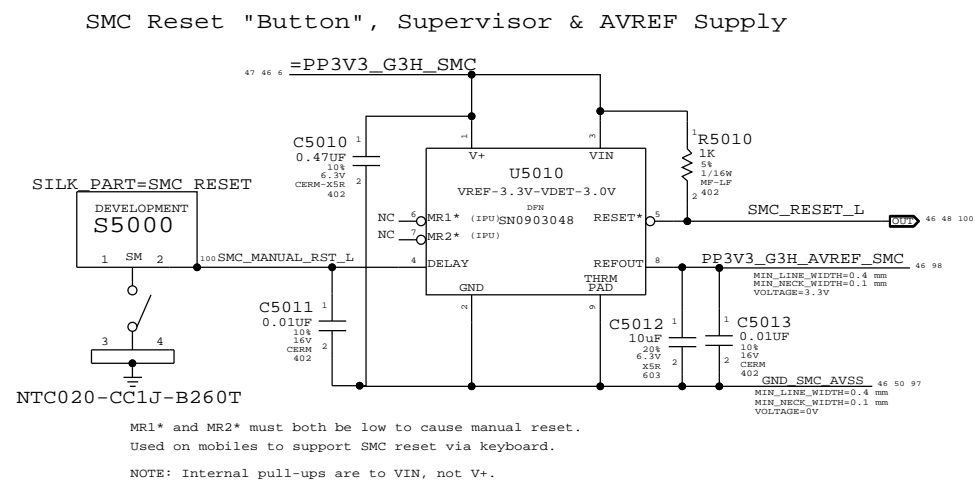 SMC Reset "Button", Supervisor & AVREF Supply
47 46 6 =PP3V3_G3H_SMC
C5010 1
0.47UF
10%
6.3V
CERM-X5R 2
402
1
V+
3
VIN
U5010
VREF-3.3V-VDET-3.0V
DFN
SN0903048
1 R5010
1K
5%
1/16W
MF-LF
2 402
SILK_PART=SMC RESET
DEVELOPMENT
S5000
1 SM 2
NC 6 MR1* (IPU)
NC 7 MR2* (IPU)
RESET* 5
SMC_RESET_L OUT 46 48 100
100 SMC_MANUAL_RST_L 4 DELAY
REFOUT 8
PP3V3_G3H_AVREF_SMC 46 98
MIN_LINE_WIDTH=0.4 mm
MIN_NECK_WIDTH=0.1 mm
VOLTAGE=3.3V
GND
2
THRM
PAD
9
C5011 1
0.01UF
10%
16V
CERM 2
402
C5012 1
10uF
20%
6.3V
X5R 2
603
1 C5013
0.01UF
10%
16V
2 CERM
402
3 4
NTC020-CC1J-B260T
GND_SMC_AVSS 46 50 97
MIN_LINE_WIDTH=0.4 mm
MIN_NECK_WIDTH=0.1 mm
VOLTAGE=0V
MR1* and MR2* must both be low to cause manual reset.
Used on mobiles to support SMC reset via keyboard.
NOTE: Internal pull-ups are to VIN, not V+.